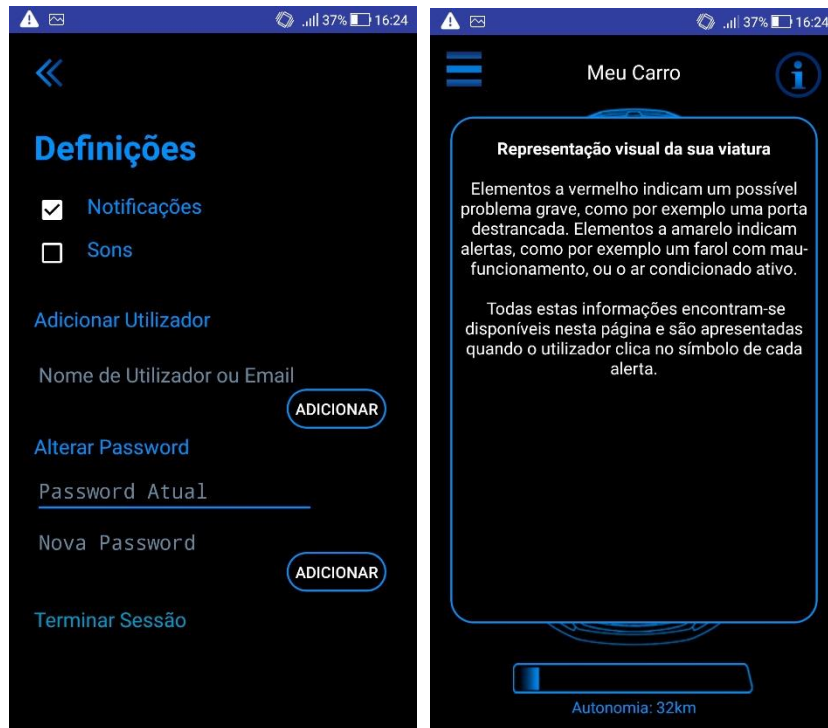 37% 16:24
Definições
Notificações
Sons
Adicionar Utilizador
Nome de Utilizador ou Email
ADICIONAR
Alterar Password
Password Atual
Nova Password
ADICIONAR
Terminar Sessão
37% 16:24
Meu Carro
Representação visual da sua viatura
Elementos a vermelho indicam um possível
problema grave, como por exemplo uma porta
destrancada. Elementos a amarelo indicam
alertas, como por exemplo um farol com mau-
funcionamento, ou o ar condicionado ativo.
Todas estas informações encontram-se
disponíveis nesta página e são apresentadas
quando o utilizador clica no símbolo de cada
alerta.
Autonomia: 32km